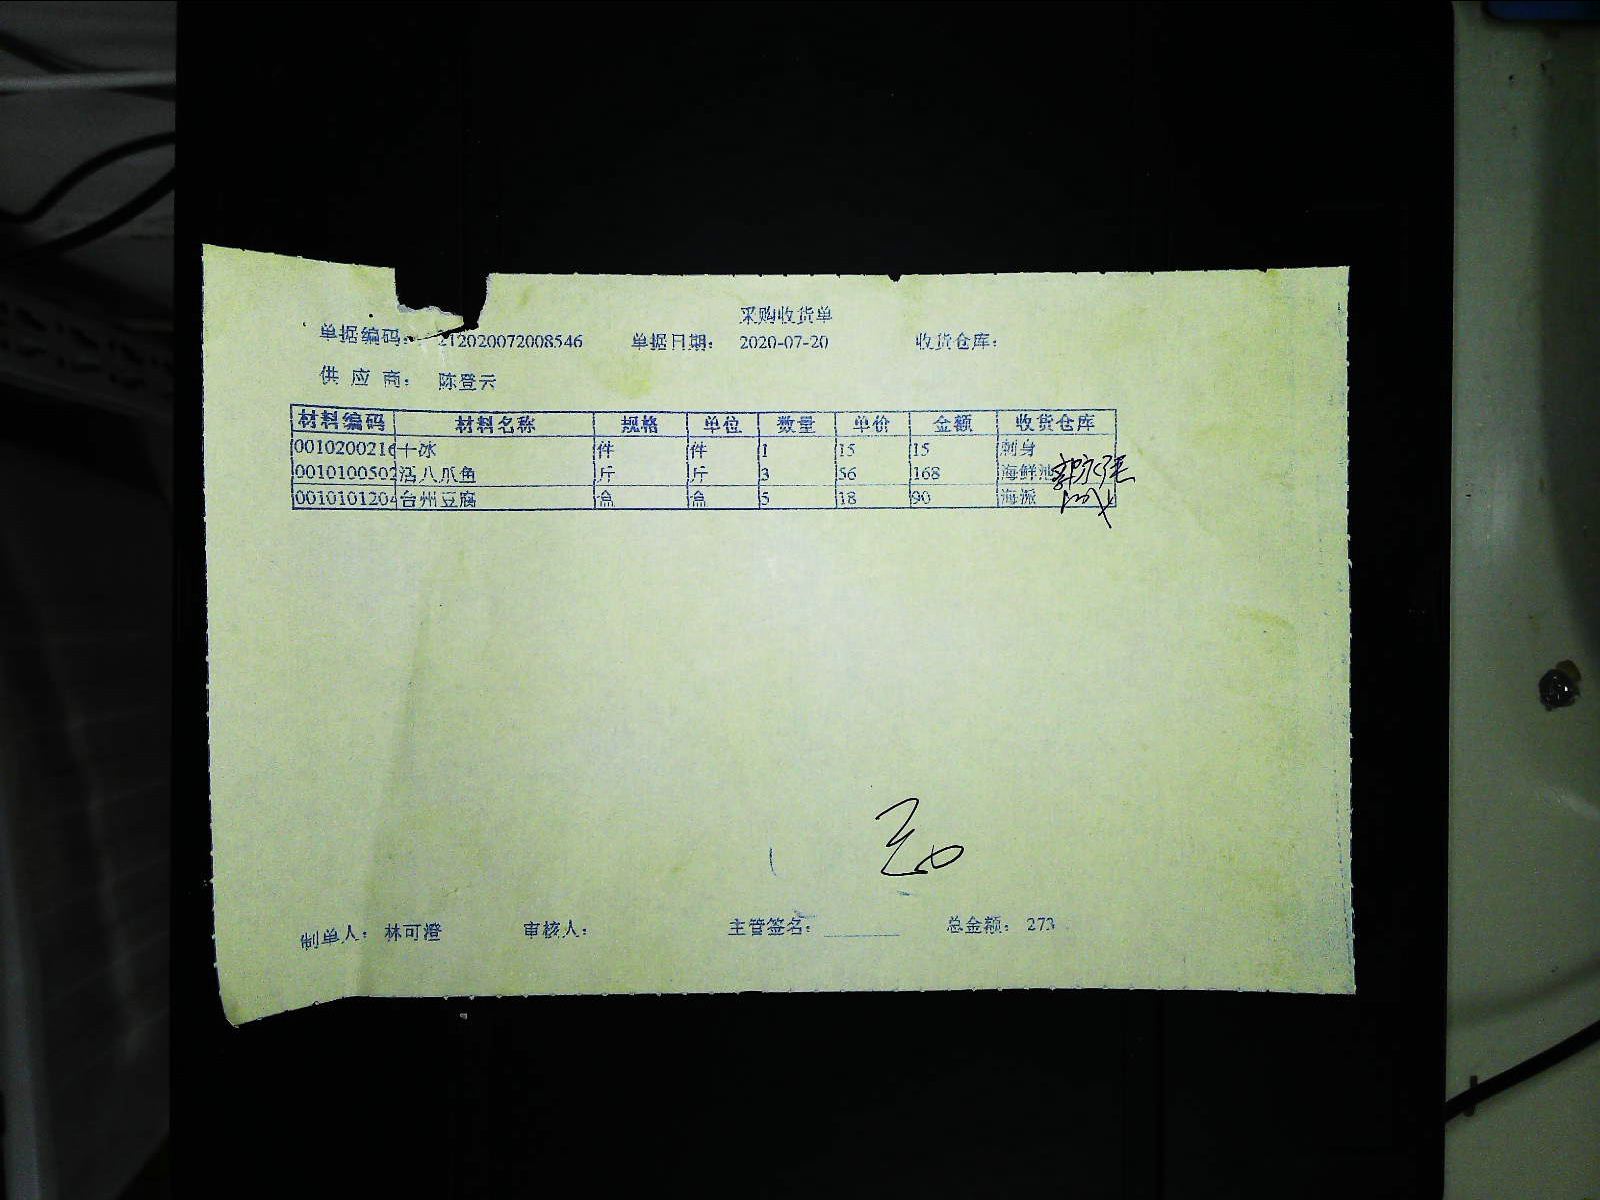 采购收货单
单据编码： 212020072008546 单据日期： 2020-07-20 收货仓库：
供 应 商： 陈登云
材料编码 材料名称 规格 单位 数量 单价 金额 收货仓库
001020021 干冰 件 件 1 15 15 刺身
0010100502 活八爪鱼 斤 斤 3 56 168 海鲜池
0010101204 台州豆腐 盒 盒 5 18 90 海派
制单人： 林可澄 审核人： 主管签名： 总金额： 273